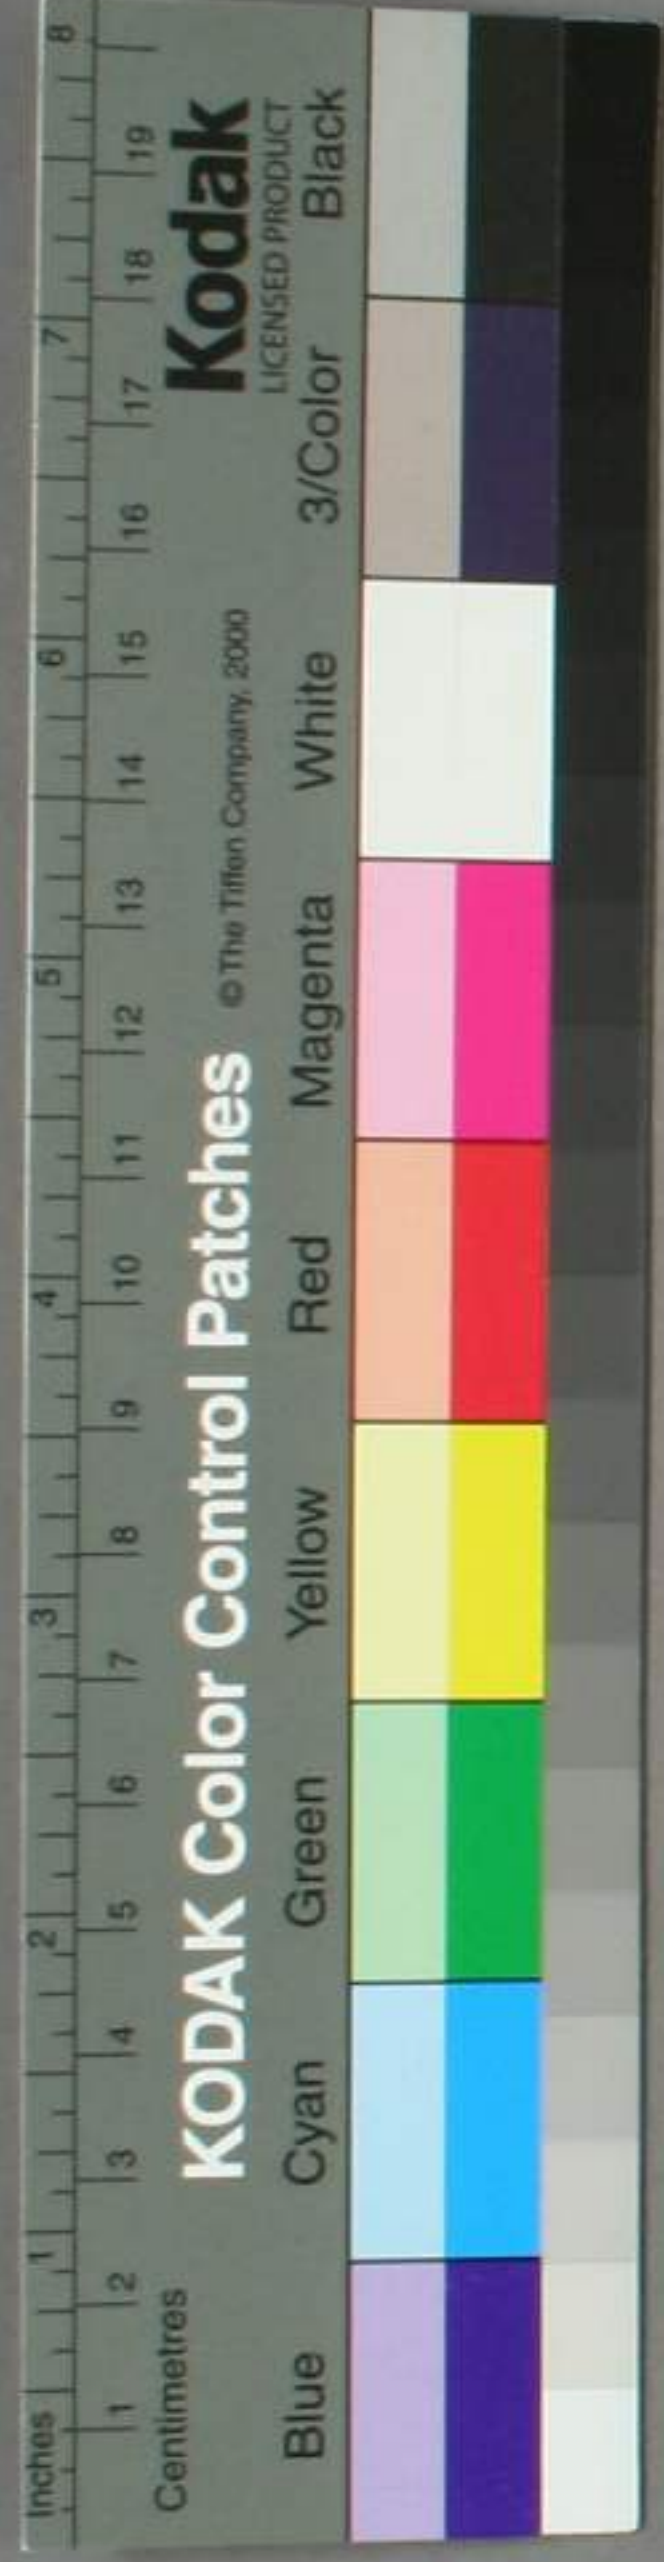 Inches 1 2 3 4 5 6 7 8
1 2 3 4 5 6 7 8 9 10 11 12 13 14 15 16 17 18 19
Centimetres
KODAK Color Control Patches © The Tiffen Company, 2000 Kodak
LICENSED PRODUCT
Blue Cyan Green Yellow Red Magenta White 3/Color Black